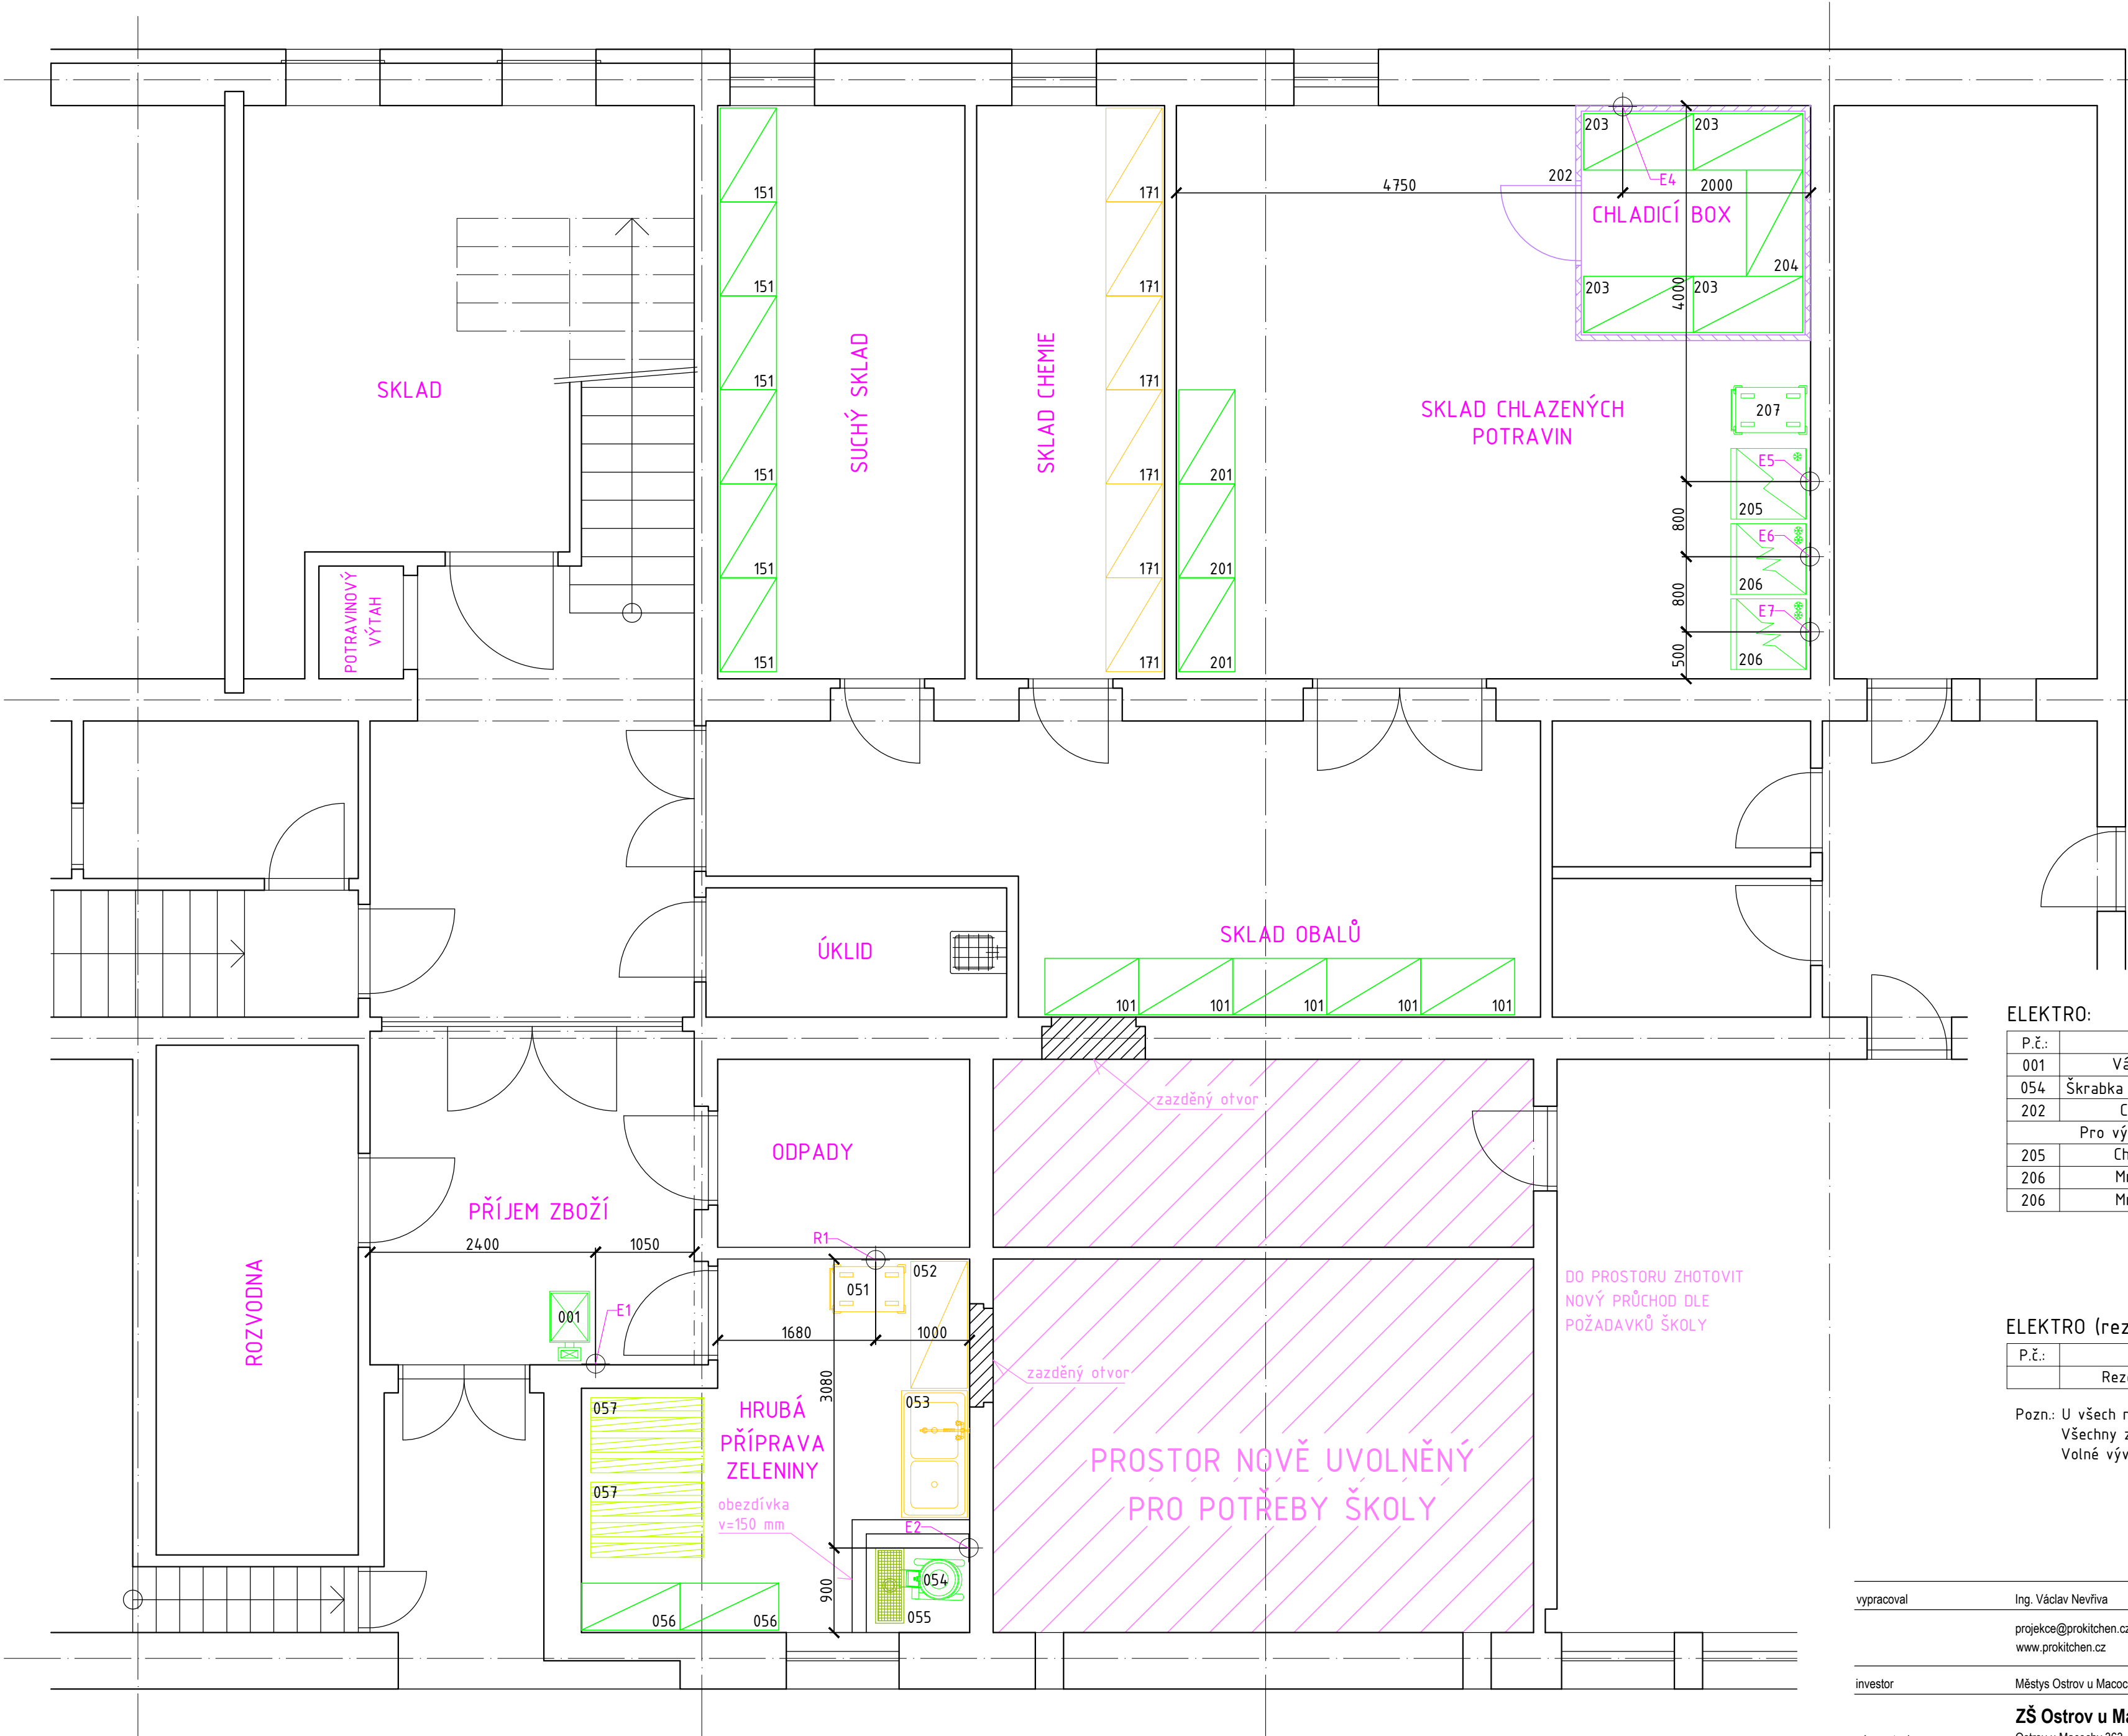 203
203
202
E4
4750
2000
CHLADICÍ BOX
204
203
203
4000
151
151
151
151
151
151
171
171
171
171
171
171
SKLAD
SUCHÝ SKLAD
SKLAD CHEMIE
SKLAD CHLAZENÝCH
POTRAVIN
207
E5
205
E6
206
E7
206
800
800
500
201
201
201
POTRAVINOVÝ
VÝTAH
ÚKLID
SKLAD OBALŮ
101
101
101
101
101
zazděný otvor
ODPADY
PŘÍJEM ZBOŽÍ
2400
1050
001
E1
ROZVODNA
R1
051
052
1680
1000
3080
053
zazděný otvor
HRUBÁ
PŘÍPRAVA
ZELENINY
057
057
obezdívka
v=150 mm
E2
054
055
900
056
056
PROSTOR NOVĚ UVOLNĚNÝ
PRO POTŘEBY ŠKOLY
DO PROSTORU ZHOTOVIT
NOVÝ PRŮCHOD DLE
POŽADAVKŮ ŠKOLY
ELEKTRO:
P.č.:
001
054 Škrabka
202
Pro
205
206
206
ELEKTRO
P.č.:
Pozn.: U všech
Všechny
Volné
vypracoval Ing. Václav Nevřiva
projekce@prokitchen.cz
www.prokitchen.cz
investor Městys Ostrov u
ZŠ Ostrov u